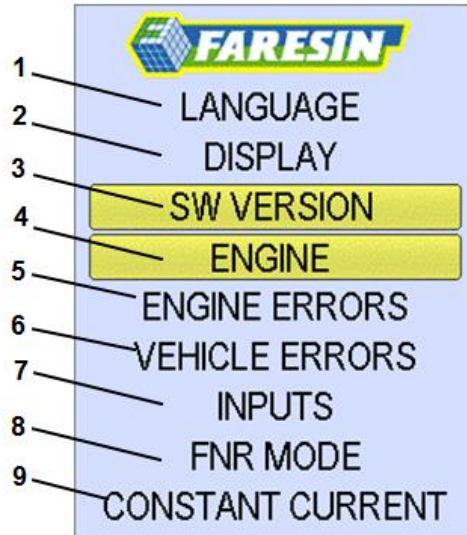 FARESIN
1 LANGUAGE
2 DISPLAY
3 SW VERSION
4 ENGINE
5 ENGINE ERRORS
6 VEHICLE ERRORS
7 INPUTS
8 FNR MODE
9 CONSTANT CURRENT